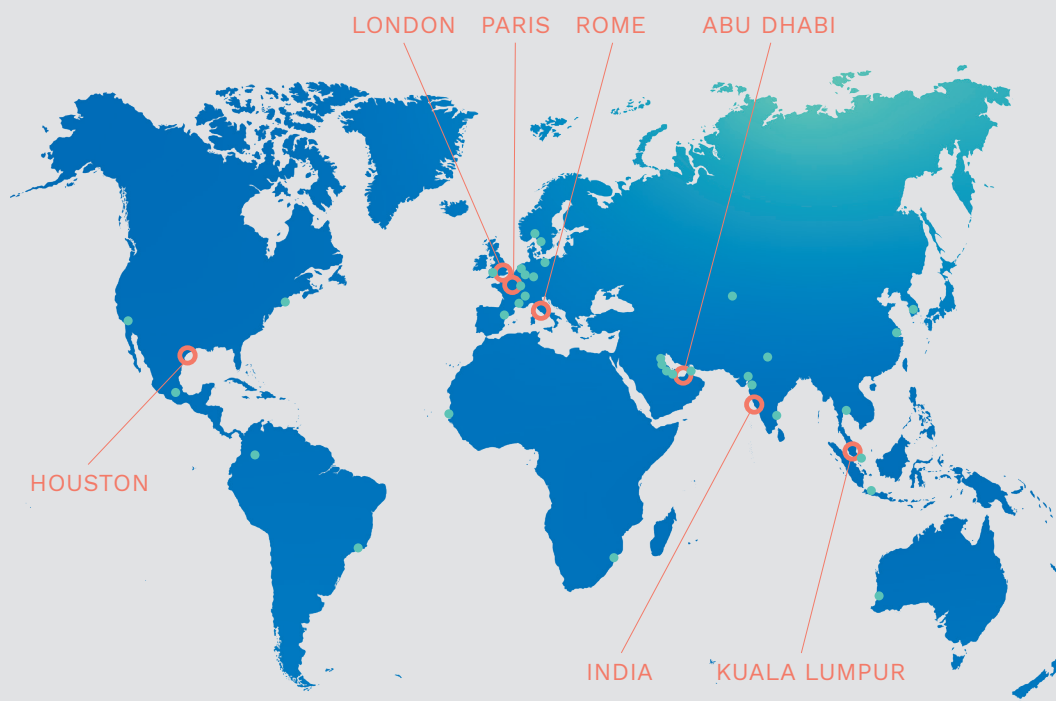 LONDON
PARIS
ROME
ABU DHABI
HOUSTON
INDIA
KUALA LUMPUR